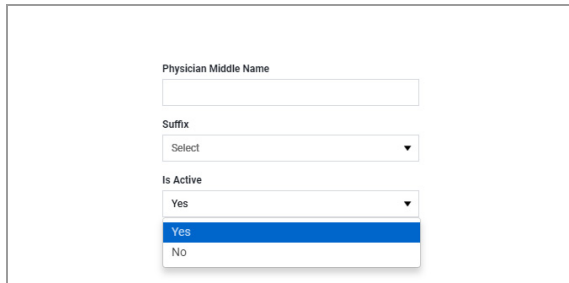 Physician Middle Name
Suffix
Select
Is Active
Yes
Yes
No